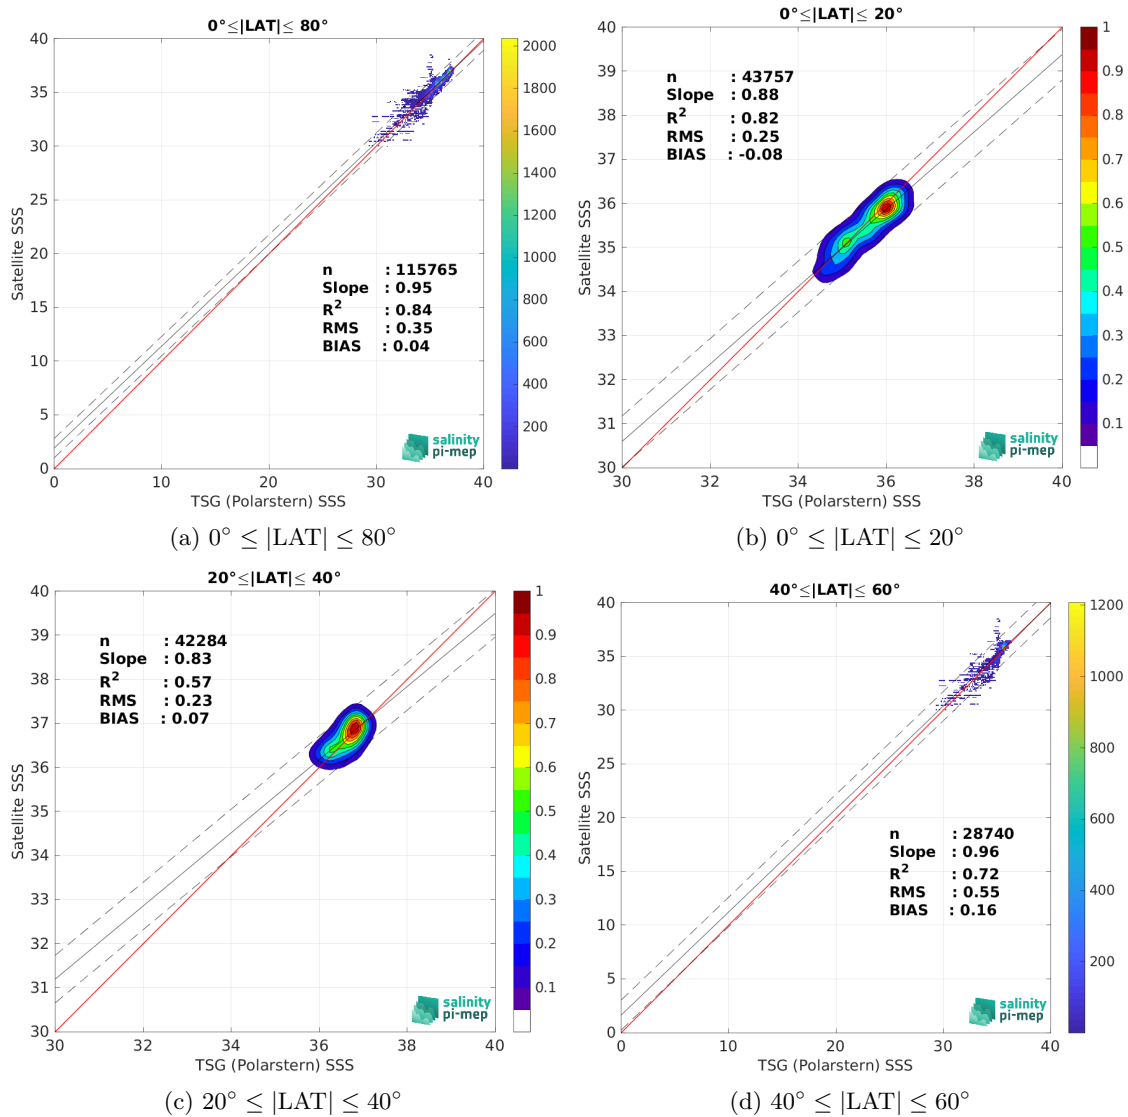 0°≤|LAT|≤ 80°
40
35
30
25
20
15
10
5
0
Satellite SSS
0 10 20 30 40
TSG (Polarstern) SSS
n : 115765
Slope : 0.95
R² : 0.84
RMS : 0.35
BIAS : 0.04
salinity
pi-mep
2000
1800
1600
1400
1200
1000
800
600
400
200
(a) 0° ≤ |LAT| ≤ 80°
0°≤|LAT|≤ 20°
40
39
38
37
36
35
34
33
32
31
30
Satellite SSS
30 32 34 36 38 40
TSG (Polarstern) SSS
n : 43757
Slope : 0.88
R² : 0.82
RMS : 0.25
BIAS : -0.08
salinity
pi-mep
1
0.9
0.8
0.7
0.6
0.5
0.4
0.3
0.2
0.1
(b) 0° ≤ |LAT| ≤ 20°
20°≤|LAT|≤ 40°
40
39
38
37
36
35
34
33
32
31
30
Satellite SSS
30 32 34 36 38 40
TSG (Polarstern) SSS
n : 42284
Slope : 0.83
R² : 0.57
RMS : 0.23
BIAS : 0.07
salinity
pi-mep
1
0.9
0.8
0.7
0.6
0.5
0.4
0.3
0.2
0.1
(c) 20° ≤ |LAT| ≤ 40°
40°≤|LAT|≤ 60°
40
35
30
25
20
15
10
5
0
Satellite SSS
0 10 20 30 40
TSG (Polarstern) SSS
n : 28740
Slope : 0.96
R² : 0.72
RMS : 0.55
BIAS : 0.16
salinity
pi-mep
1200
1000
800
600
400
200
(d) 40° ≤ |LAT| ≤ 60°